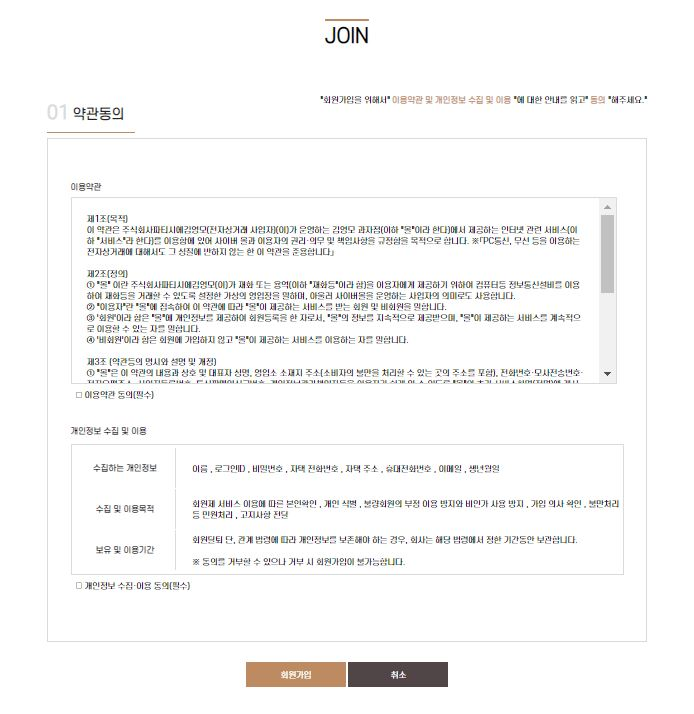 JOIN
"회원가입을 위해서" 이용약관 및 개인정보 수집 및 이용 "에 대한 안내를 읽고" 동의 "해주세요."
01 약관동의
이용약관
제1조(목적)
이 약관은 주식회사파티시에김영모(전자상거래 사업자)(이)가 운영하는 김영모 과자점(이하 "몰"이라 한다)에서 제공하는 인터넷 관련 서비스(이
하 "서비스"라 한다)를 이용함에 있어 사이버 몰과 이용자의 권리·의무 및 책임사항을 규정함을 목적으로 합니다. ※「PC통신, 무선 등을 이용하는
전자상거래에 대해서도 그 성질에 반하지 않는 한 이 약관을 준용합니다」
제2조(정의)
① "몰" 이란 주식회사파티시에김영모(이)가 재화 또는 용역(이하 "재화등"이라 함)을 이용자에게 제공하기 위하여 컴퓨터등 정보통신설비를 이용
하여 재화등을 거래할 수 있도록 설정한 가상의 영업장을 말하며, 아울러 사이버몰을 운영하는 사업자의 의미로도 사용합니다.
② "이용자"란 "몰"에 접속하여 이 약관에 따라 "몰"이 제공하는 서비스를 받는 회원 및 비회원을 말합니다.
③ '회원'이라 함은 "몰"에 개인정보를 제공하여 회원등록을 한 자로서, "몰"의 정보를 지속적으로 제공받으며, "몰"이 제공하는 서비스를 계속적으
로 이용할 수 있는 자를 말합니다.
④ '비회원'이라 함은 회원에 가입하지 않고 "몰"이 제공하는 서비스를 이용하는 자를 말합니다.
제3조 (약관등의 명시와 설명 및 개정)
① "몰"은 이 약관의 내용과 상호 및 대표자 성명, 영업소 소재지 주소(소비자의 불만을 처리할 수 있는 곳의 주소를 포함), 전화번호·모사전송번호·
이용약관 동의(필수)
개인정보 수집 및 이용
수집하는 개인정보
이름 , 로그인ID , 비밀번호 , 자택 전화번호 , 자택 주소 , 휴대전화번호 , 이메일 , 생년월일
수집 및 이용목적
회원제 서비스 이용에 따른 본인확인 , 개인 식별 , 불량회원의 부정 이용 방지와 비인가 사용 방지 , 가입 의사 확인 , 불만처리
등 민원처리 , 고지사항 전달
보유 및 이용기간
회원탈퇴 단, 관계 법령에 따라 개인정보를 보존해야 하는 경우, 회사는 해당 법령에서 정한 기간동안 보관합니다.
※ 동의를 거부할 수 있으나 거부 시 회원가입이 불가능합니다.
개인정보 수집·이용 동의(필수)
회원가입
취소